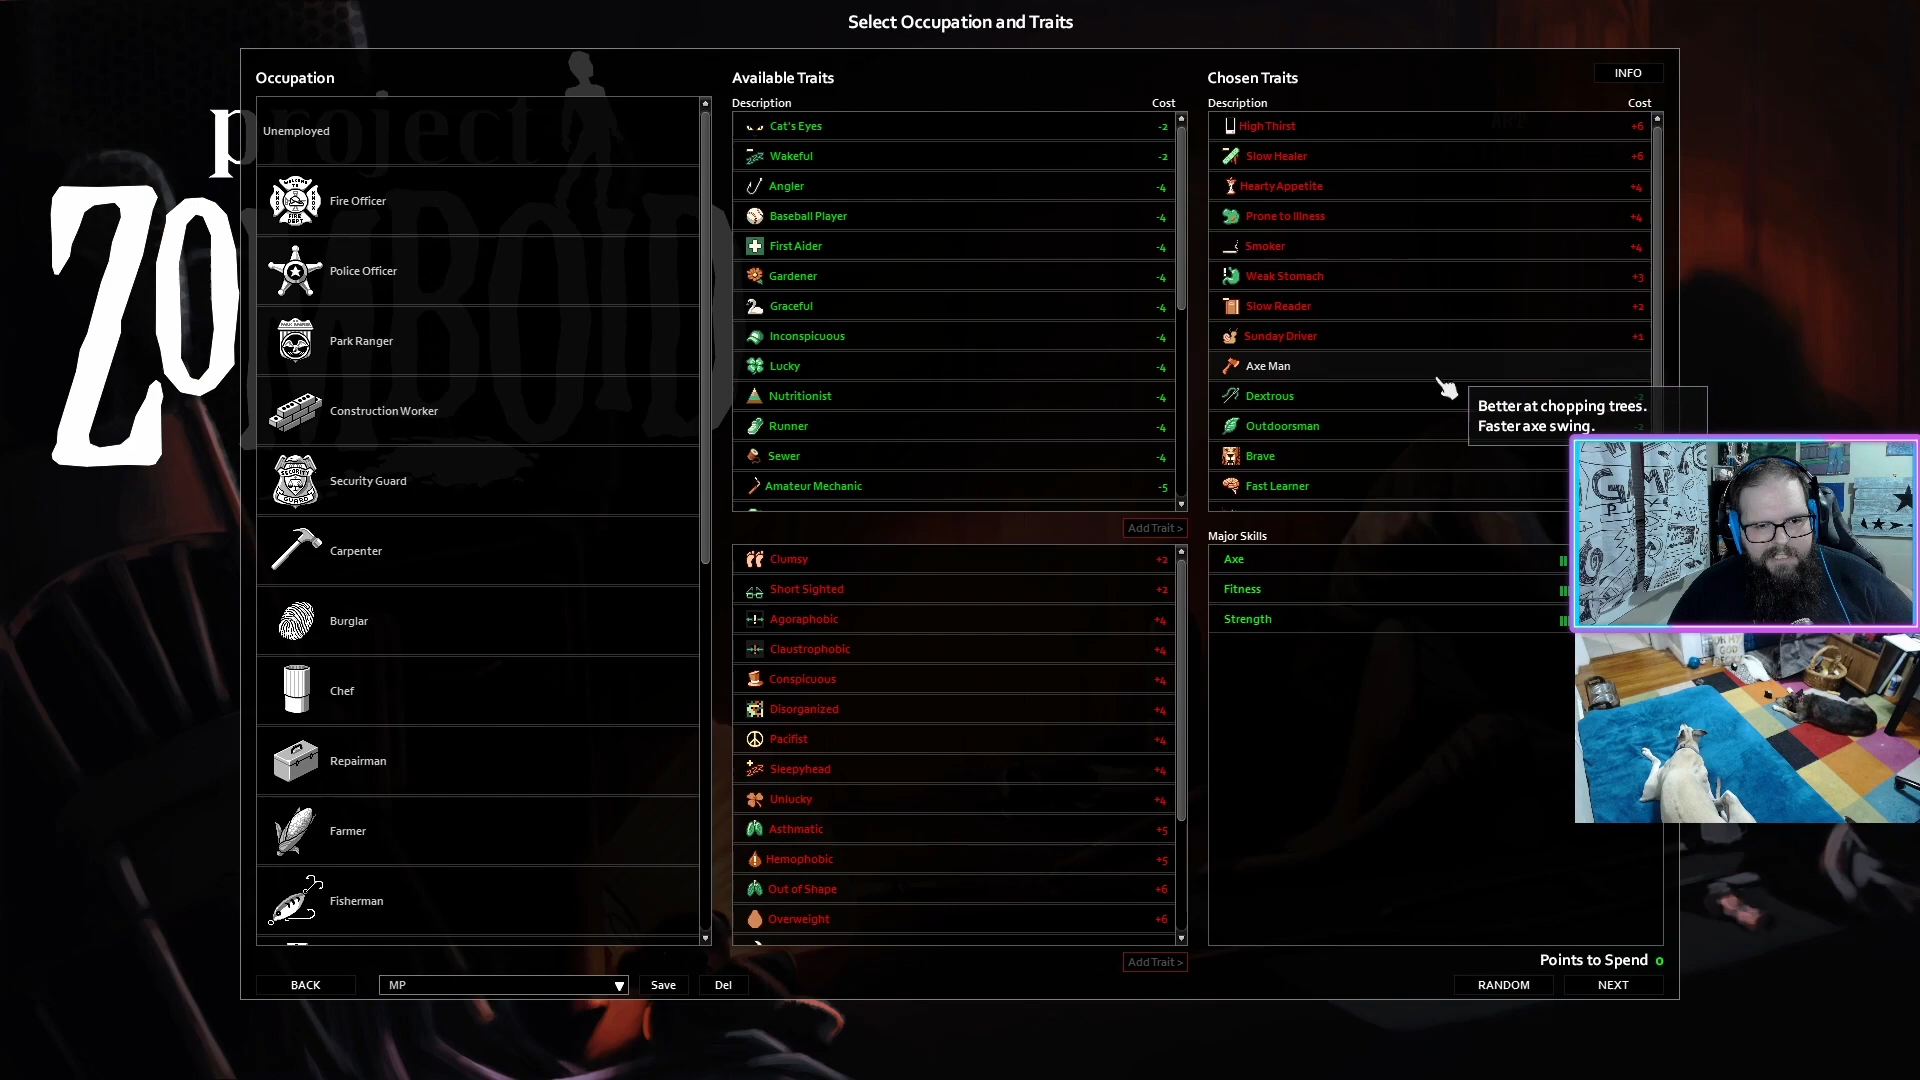 Select Occupation and Traits
project
ZOMBOID
Occupation
Unemployed
Fire Officer
Police Officer
Park Ranger
Construction Worker
Security Guard
Carpenter
Burglar
Chef
Repairman
Farmer
Fisherman
Available Traits
Description Cost
Cat's Eyes -2
Wakeful -2
Angler -4
Baseball Player -4
First Aider -4
Gardener -4
Graceful -4
Inconspicuous -4
Lucky -4
Nutritionist -4
Runner -4
Sewer -4
Amateur Mechanic -5
Add Trait >
Clumsy +2
Short Sighted +2
Agoraphobic +4
Claustrophobic +4
Conspicuous +4
Disorganized +4
Pacifist +4
Sleepyhead +4
Unlucky +4
Asthmatic +5
Hemophobic +5
Out of Shape +6
Overweight +6
Add Trait >
Chosen Traits
INFO
Description Cost
High Thirst +6
Slow Healer +6
Hearty Appetite +4
Prone to Illness +4
Smoker +4
Weak Stomach +3
Slow Reader +2
Sunday Driver +1
Axe Man
Dextrous -2
Outdoorsman -2
Brave
Fast Learner
Better at chopping trees.
Faster axe swing.
Major Skills
Axe
Fitness
Strength
Points to Spend 0
BACK
MP
Save
Del
RANDOM
NEXT